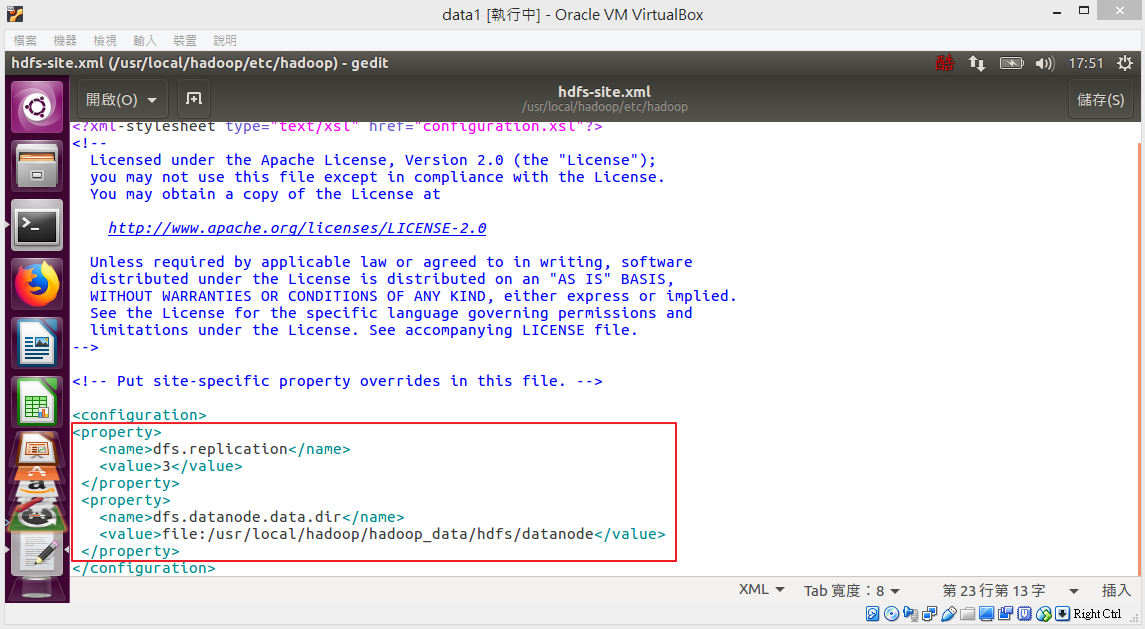 data1 [執行中] - Oracle VM VirtualBox
檔案 機器 檢視 輸入 裝置 說明
hdfs-site.xml (/usr/local/hadoop/etc/hadoop) - gedit
酷 17:51
開啟(O)
hdfs-site.xml
/usr/local/hadoop/etc/hadoop
儲存(S)
<?xml-stylesheet type="text/xsl" href="configuration.xsl"?>
<!--
  Licensed under the Apache License, Version 2.0 (the "License");
  you may not use this file except in compliance with the License.
  You may obtain a copy of the License at
    http://www.apache.org/licenses/LICENSE-2.0
  Unless required by applicable law or agreed to in writing, software
  distributed under the License is distributed on an "AS IS" BASIS,
  WITHOUT WARRANTIES OR CONDITIONS OF ANY KIND, either express or implied.
  See the License for the specific language governing permissions and
  limitations under the License. See accompanying LICENSE file.
-->
<!-- Put site-specific property overrides in this file. -->
<configuration>
<property>
   <name>dfs.replication</name>
   <value>3</value>
 </property>
 <property>
   <name>dfs.datanode.data.dir</name>
   <value>file:/usr/local/hadoop/hadoop_data/hdfs/datanode</value>
 </property>
</configuration>
XML Tab 寬度：8 第 23 行第 13 字 插入
Right Ctrl